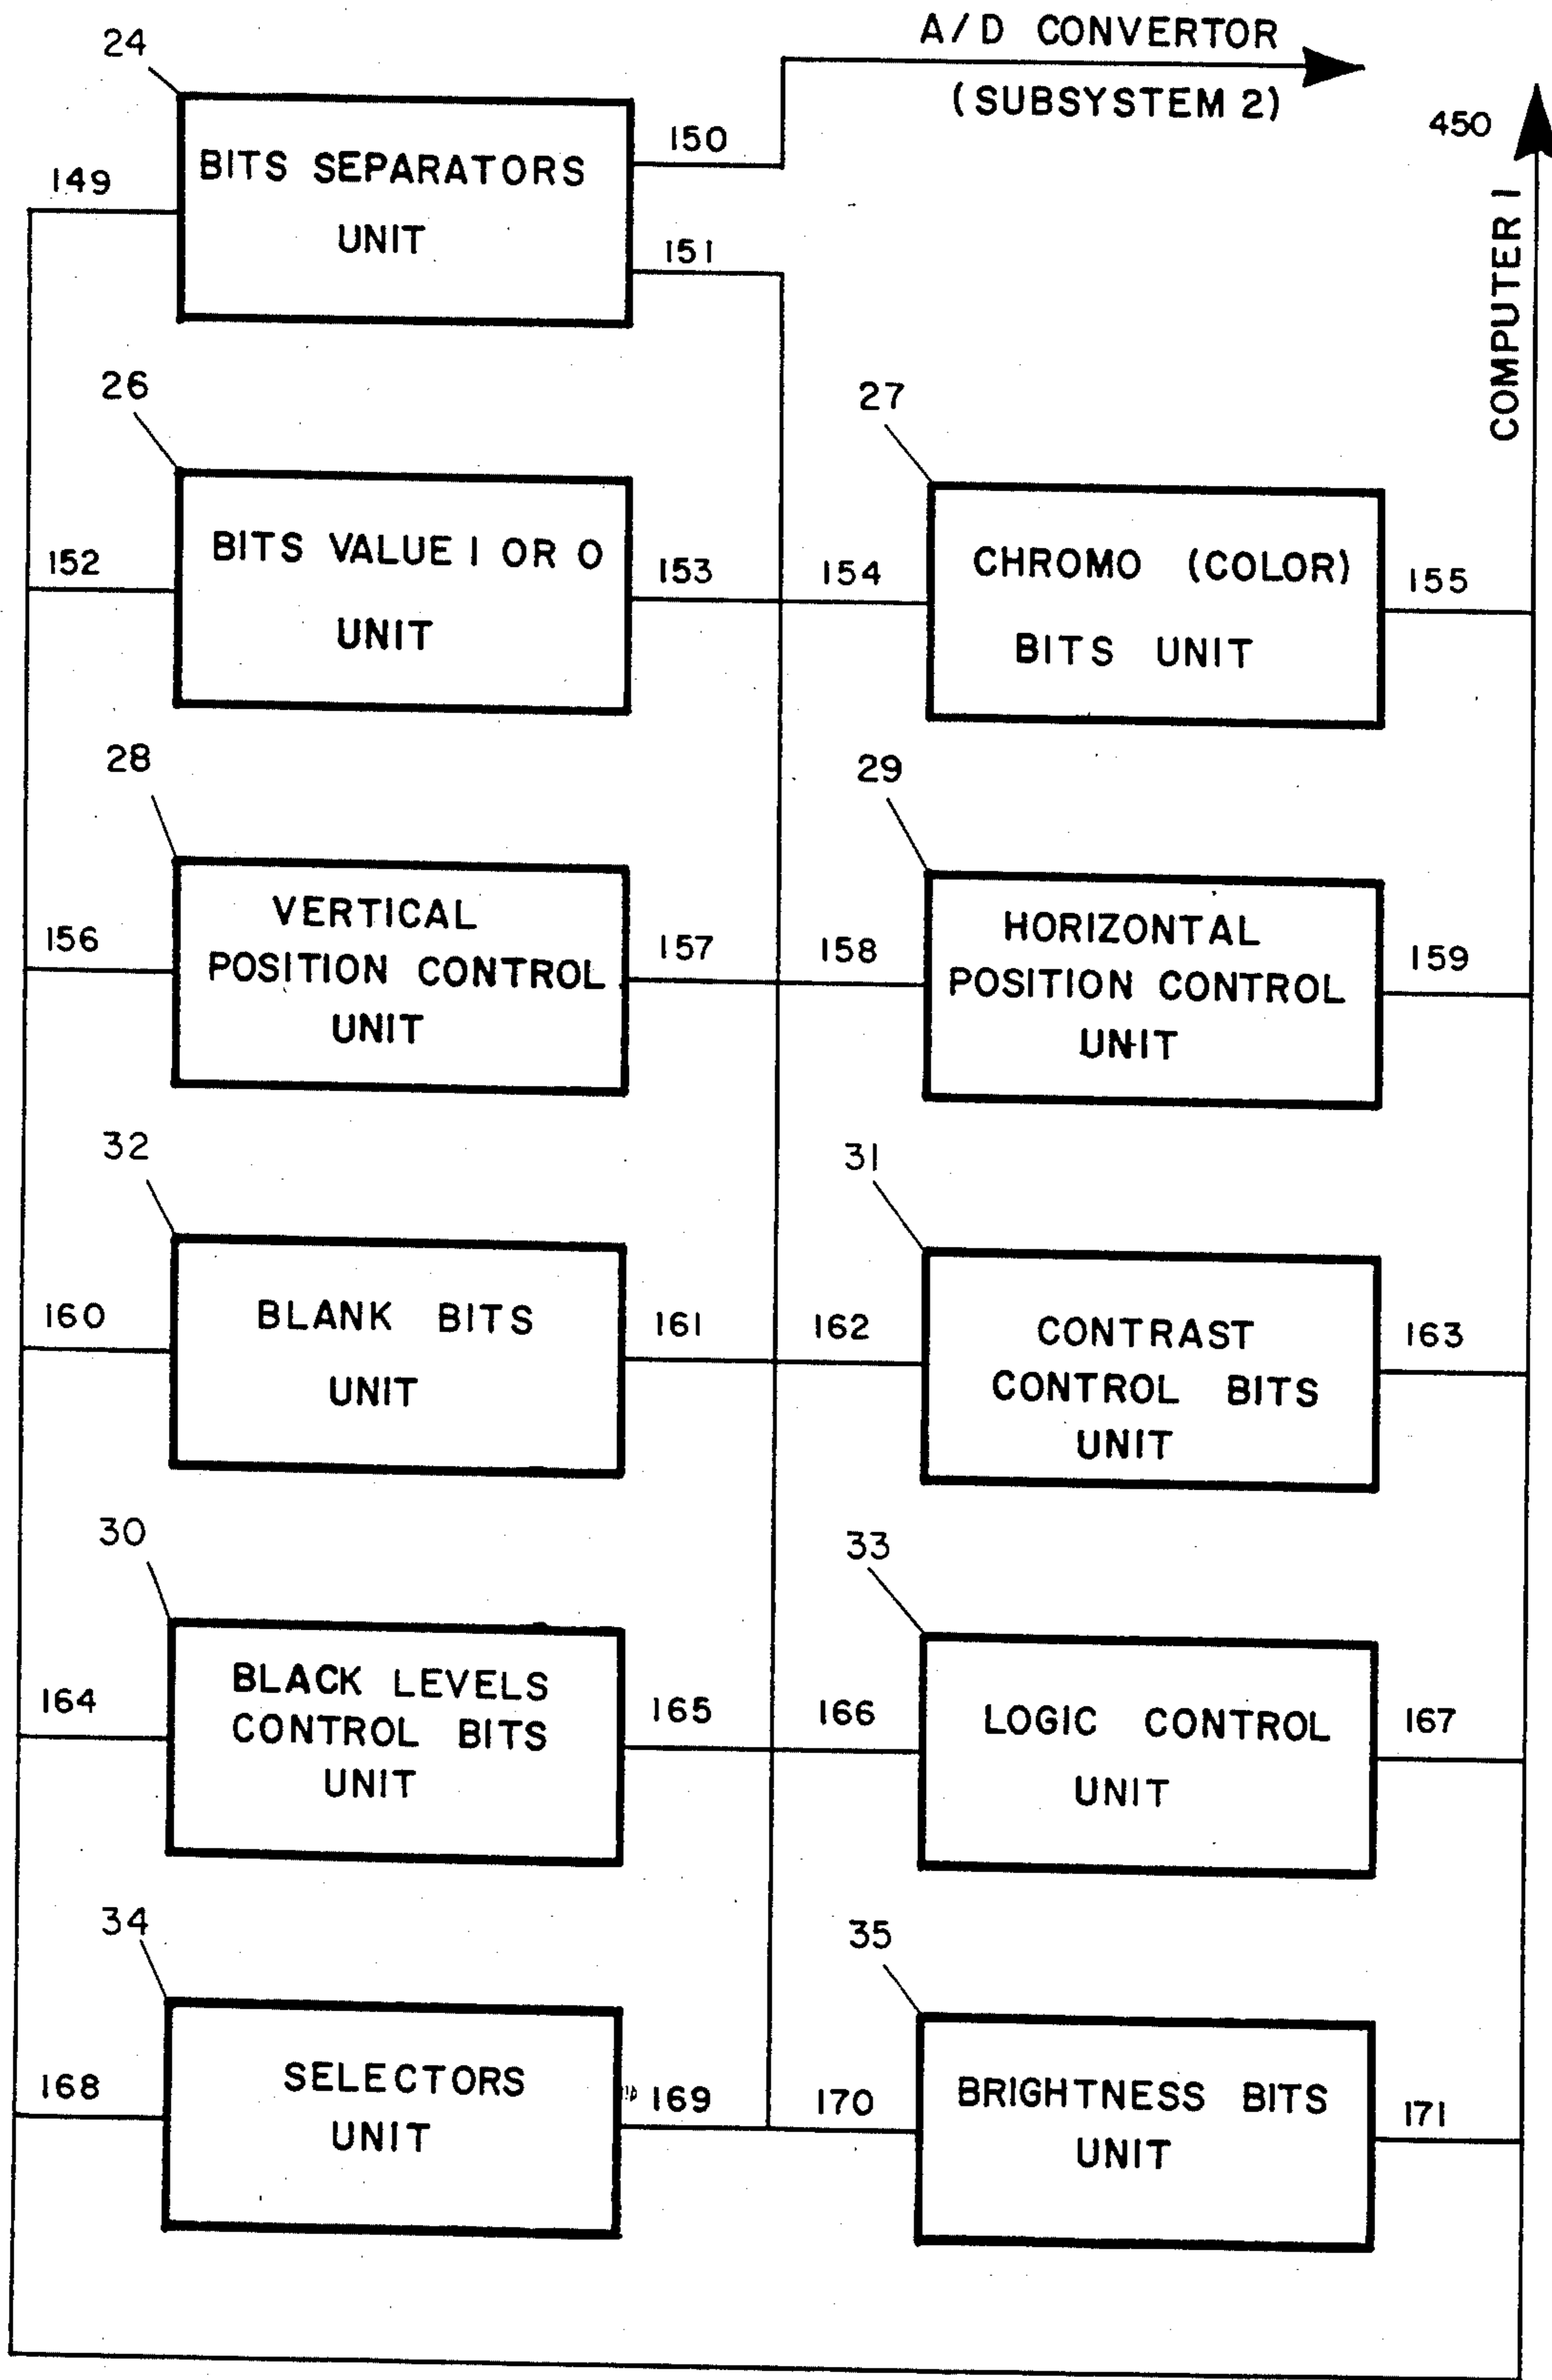 24
A/D CONVERTOR
(SUBSYSTEM 2)
450
COMPUTER 1
149
BITS SEPARATORS
UNIT
150
151
26
27
152
BITS VALUE 1 OR 0
UNIT
153
154
CHROMO (COLOR)
BITS UNIT
155
28
29
156
VERTICAL
POSITION CONTROL
UNIT
157
158
HORIZONTAL
POSITION CONTROL
UNIT
159
32
31
160
BLANK BITS
UNIT
161
162
CONTRAST
CONTROL BITS
UNIT
163
30
33
164
BLACK LEVELS
CONTROL BITS
UNIT
165
166
LOGIC CONTROL
UNIT
167
34
35
168
SELECTORS
UNIT
169
170
BRIGHTNESS BITS
UNIT
171